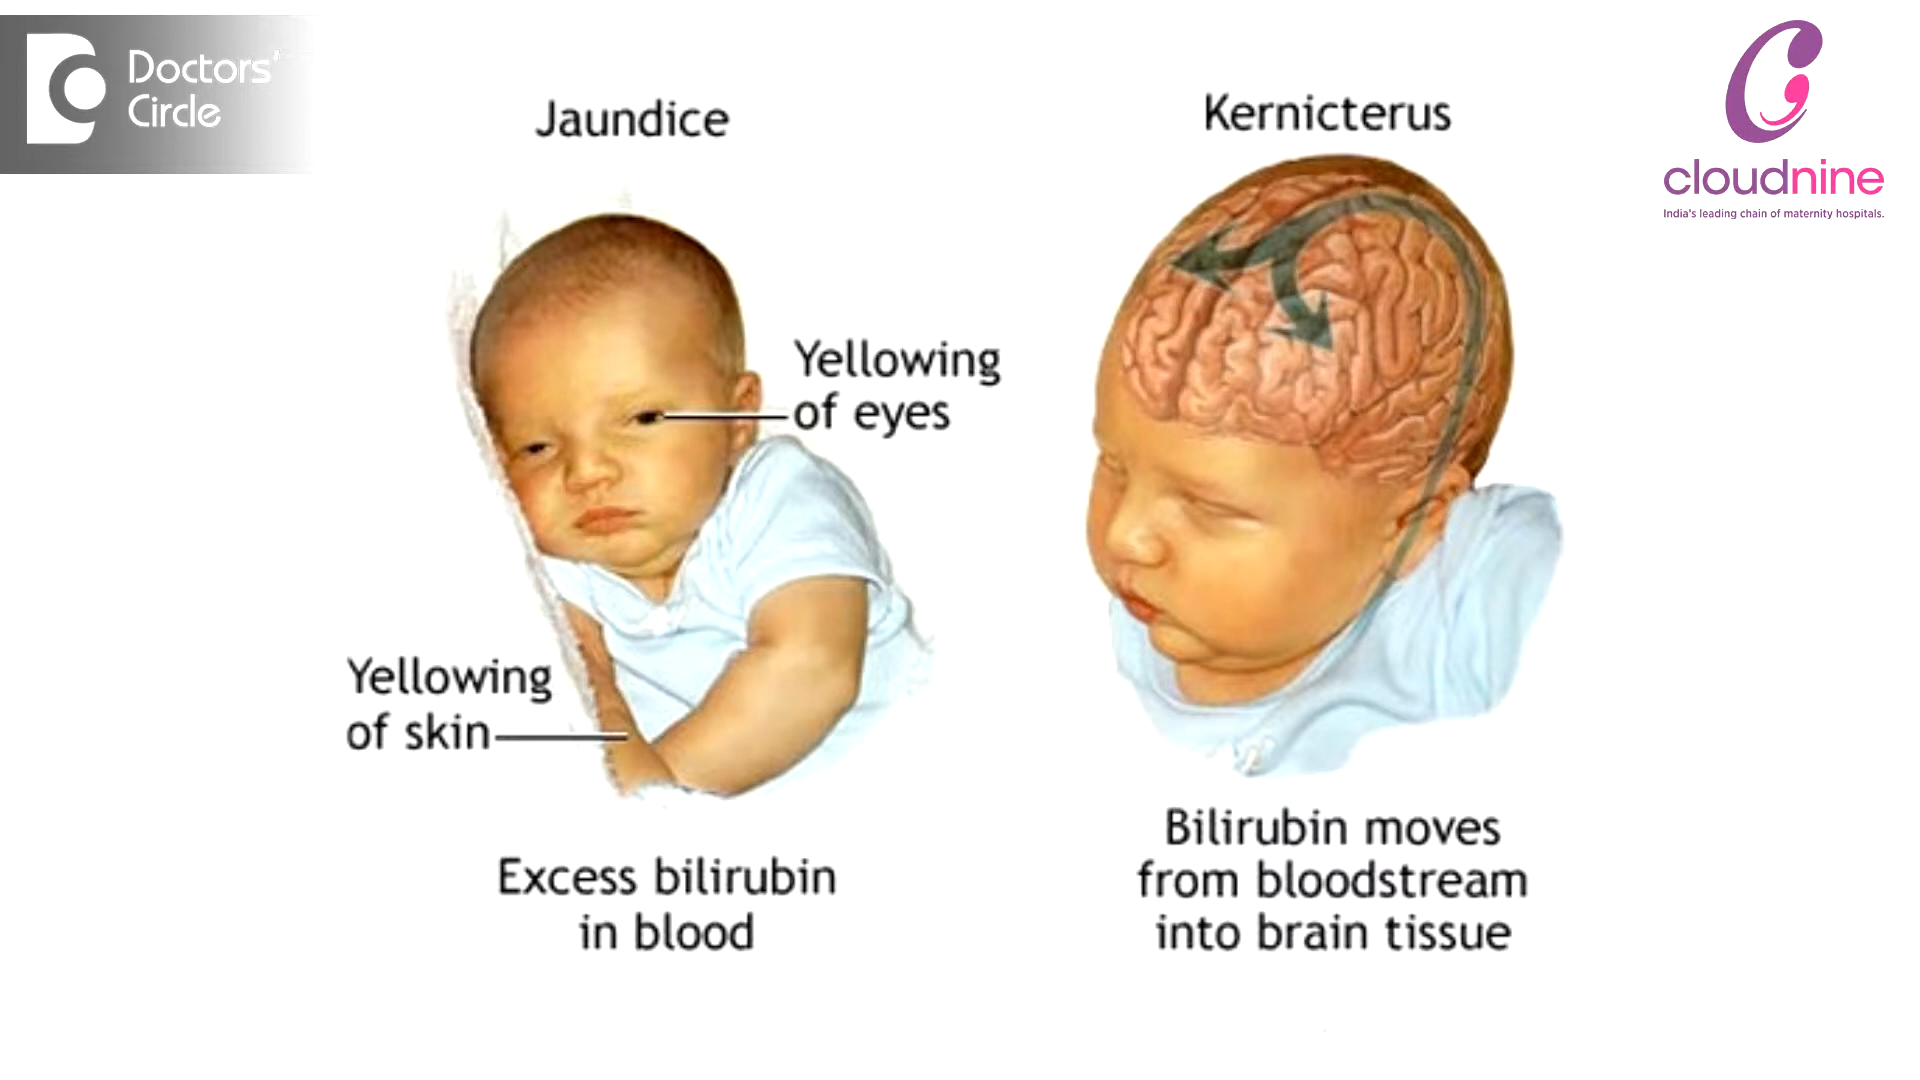 Doctors'
Circle
cloudnine
India's leading chain of maternity hospitals.
Jaundice
Yellowing
of eyes
Yellowing
of skin
Excess bilirubin
in blood
Kernicterus
Bilirubin moves
from bloodstream
into brain tissue